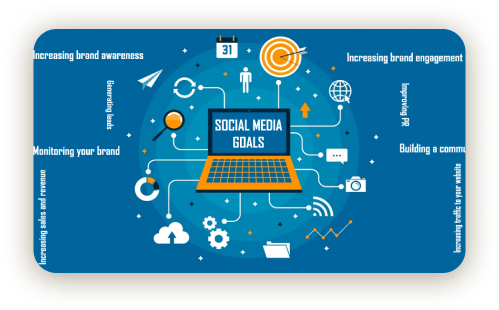 31
Increasing brand awareness
Increasing brand engagement
Generating leads
Improving PR
SOCIAL MEDIA
GOALS
Monitoring your brand
Building a commu
Increasing sales and revenue
Increasing traffic to your website